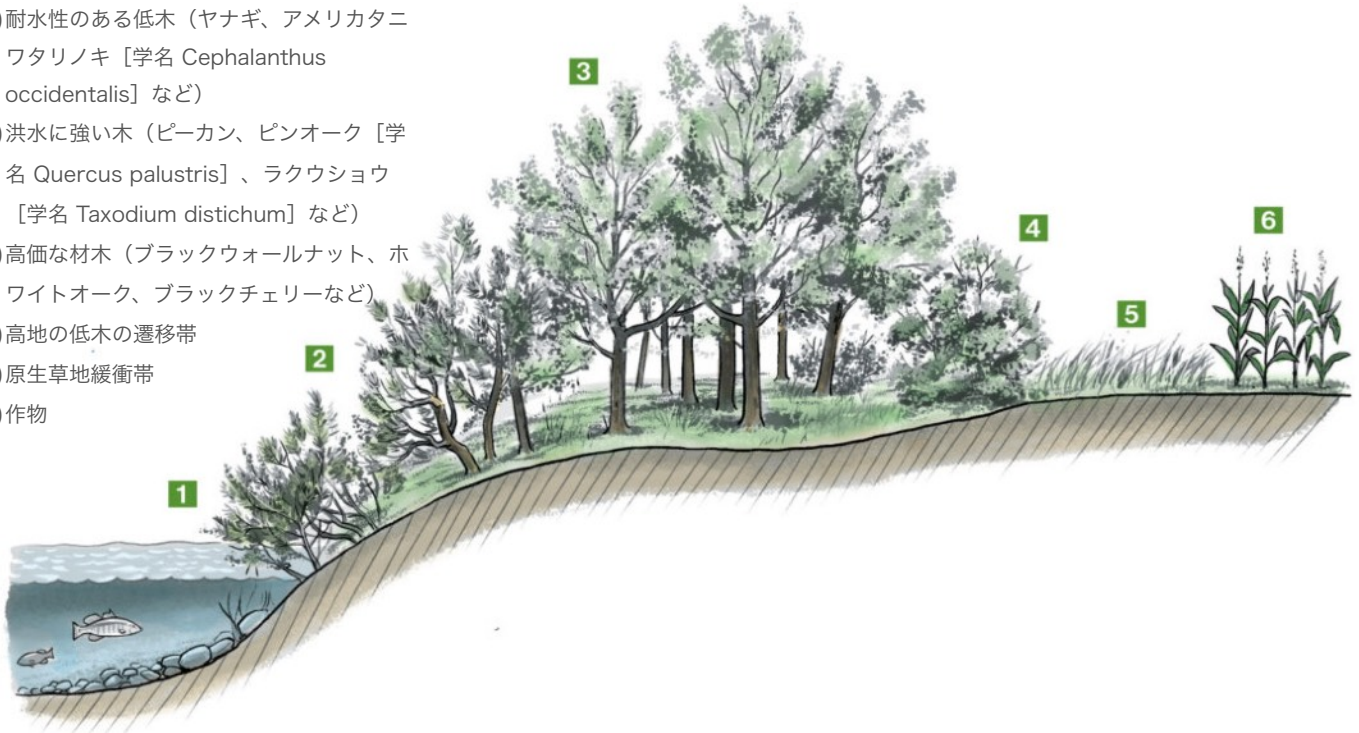 )耐水性のある低木（ヤナギ、アメリカタニ
ワタリノキ［学名 Cephalanthus
occidentalis］など）
)洪水に強い木（ピーカン、ピンオーク［学
名 Quercus palustris］、ラクウショウ
［学名 Taxodium distichum］など）
)高価な材木（ブラックウォールナット、ホ
ワイトオーク、ブラックチェリーなど）
)高地の低木の遷移帯
)原生草地緩衝帯
)作物
3
4
6
5
2
1